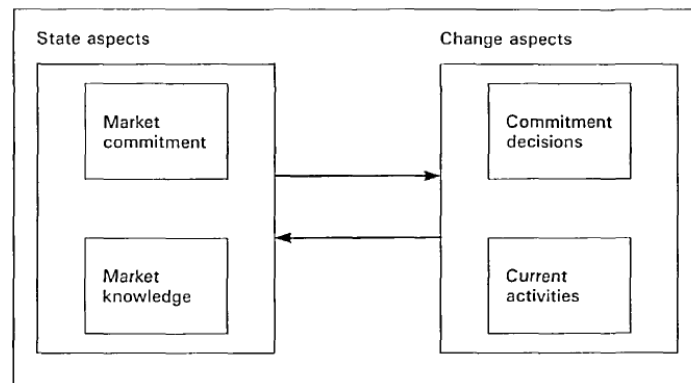 State aspects
Change aspects
Market
commitment
Commitment
decisions
Market
knowledge
Current
activities